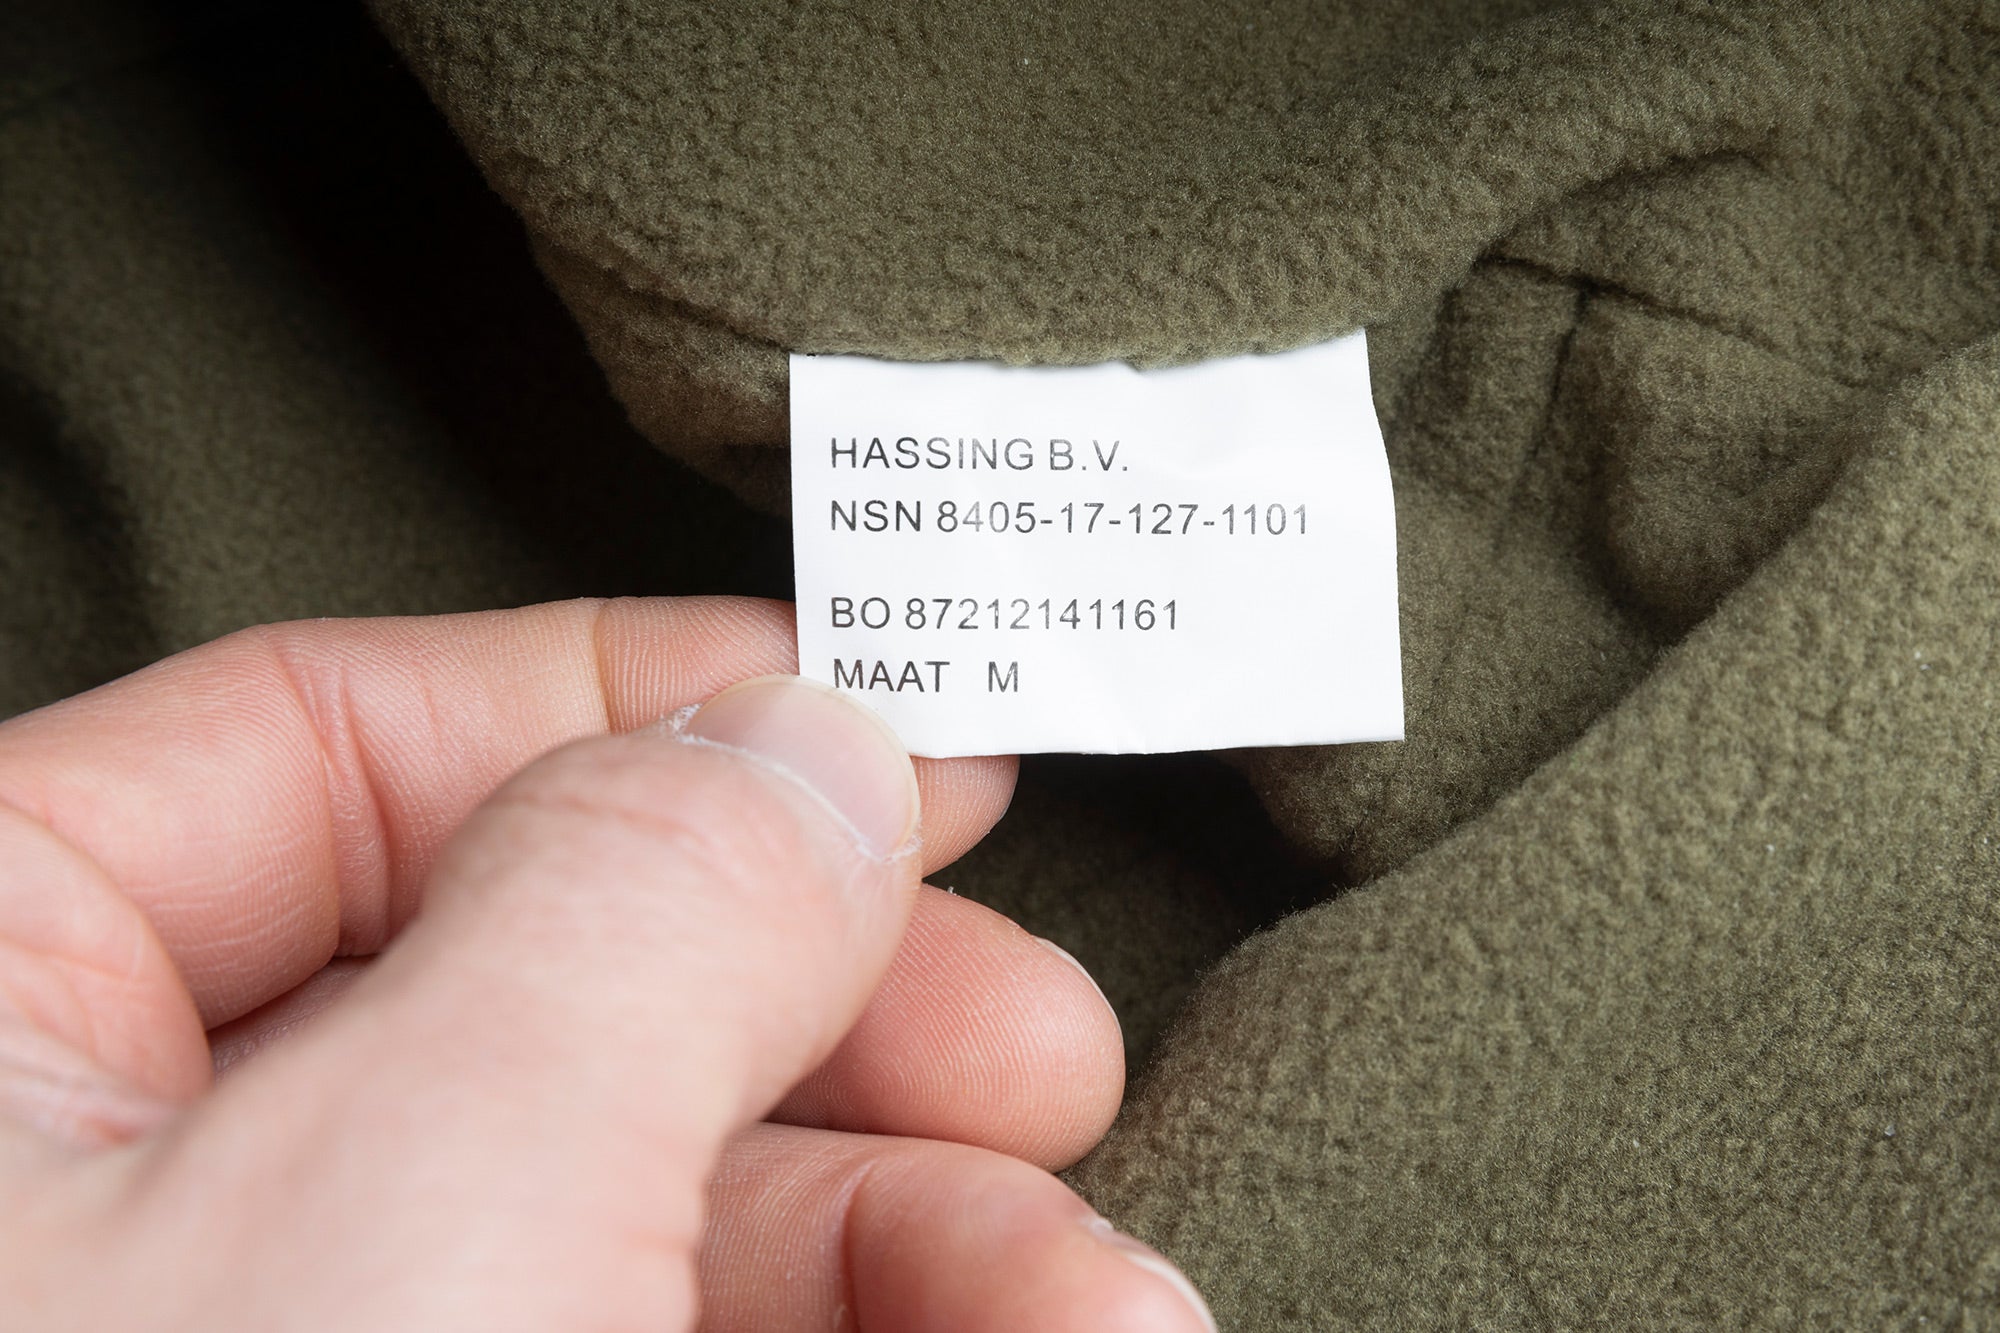 HASSING B.V.
NSN 8405-17-127-1101
BO 87212141161
MAAT M